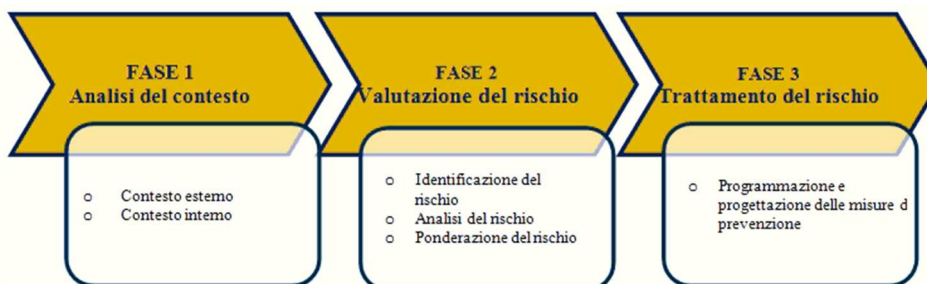 FASE 1
Analisi del contesto
o Contesto esterno
o Contesto interno
FASE 2
Valutazione del rischio
o Identificazione del
rischio
o Analisi del rischio
o Ponderazione del rischio
FASE 3
Trattamento del rischio
o Programmazione e
progettazione delle misure d
prevenzione